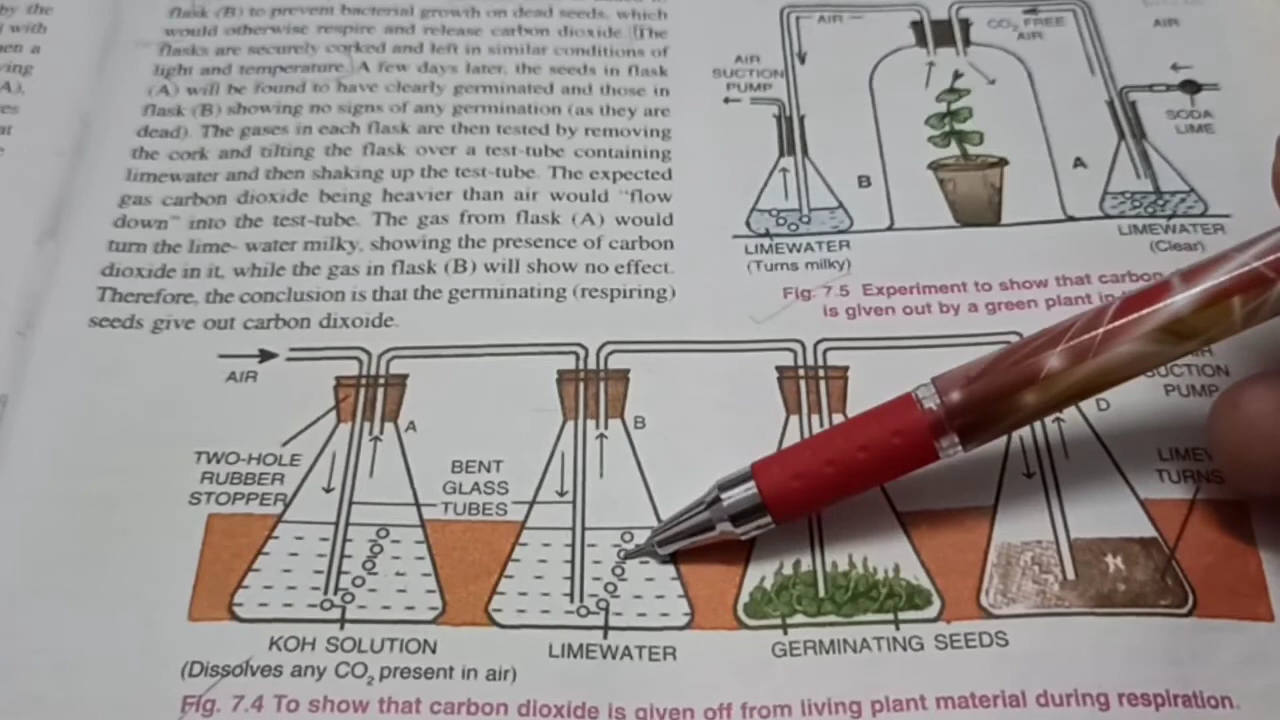 by the
with
en a
ing
A),
es
at
flask (B) to prevent bacterial growth on dead seeds, which
would otherwise respire and release carbon dioxide. The
flasks are securely corked and left in similar conditions of
light and temperature. A few days later, the seeds in flask
(A) will be found to have clearly germinated and those in
flask (B) showing no signs of any germination (as they are
dead). The gases in each flask are then tested by removing
the cork and tilting the flask over a test-tube containing
limewater and then shaking up the test-tube. The expected
gas carbon dioxide being heavier than air would "flow
down" into the test-tube. The gas from flask (A) would
turn the lime- water milky, showing the presence of carbon
dioxide in it, while the gas in flask (B) will show no effect.
Therefore, the conclusion is that the germinating (respiring)
seeds give out carbon dixoide.
AIR
CO2 FREE
AIR
AIR
AIR
SUCTION
PUMP
SODA
LIME
B
A
LIMEWATER
(Turns milky)
LIMEWATER
(Clear)
Fig. 7.5 Experiment to show that carbon
is given out by a green plant in
AIR
TWO-HOLE
RUBBER
STOPPER
A
BENT
GLASS
TUBES
B
D
SUCTION
PUMP
LIMEW
TURNS
KOH SOLUTION
(Dissolves any CO2 present in air)
LIMEWATER
GERMINATING SEEDS
Fig. 7.4 To show that carbon dioxide is given off from living plant material during respiration.